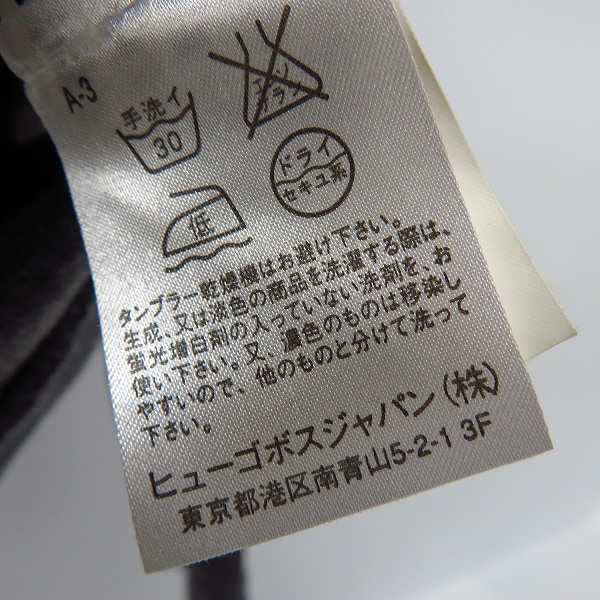 A-3
手洗イ
30
エンソ
サラシ
低
ドライ
セキユ系
タンブラー乾燥機はお避け下さい。
生成、又は淡色の商品を洗濯する際は、
蛍光増白剤の入っていない洗剤を、お
使い下さい。又、濃色のものは移染し
やすいので、他のものと分けて洗って
下さい。
ヒューゴボスジャパン(株)
東京都港区南青山5-2-1 3F